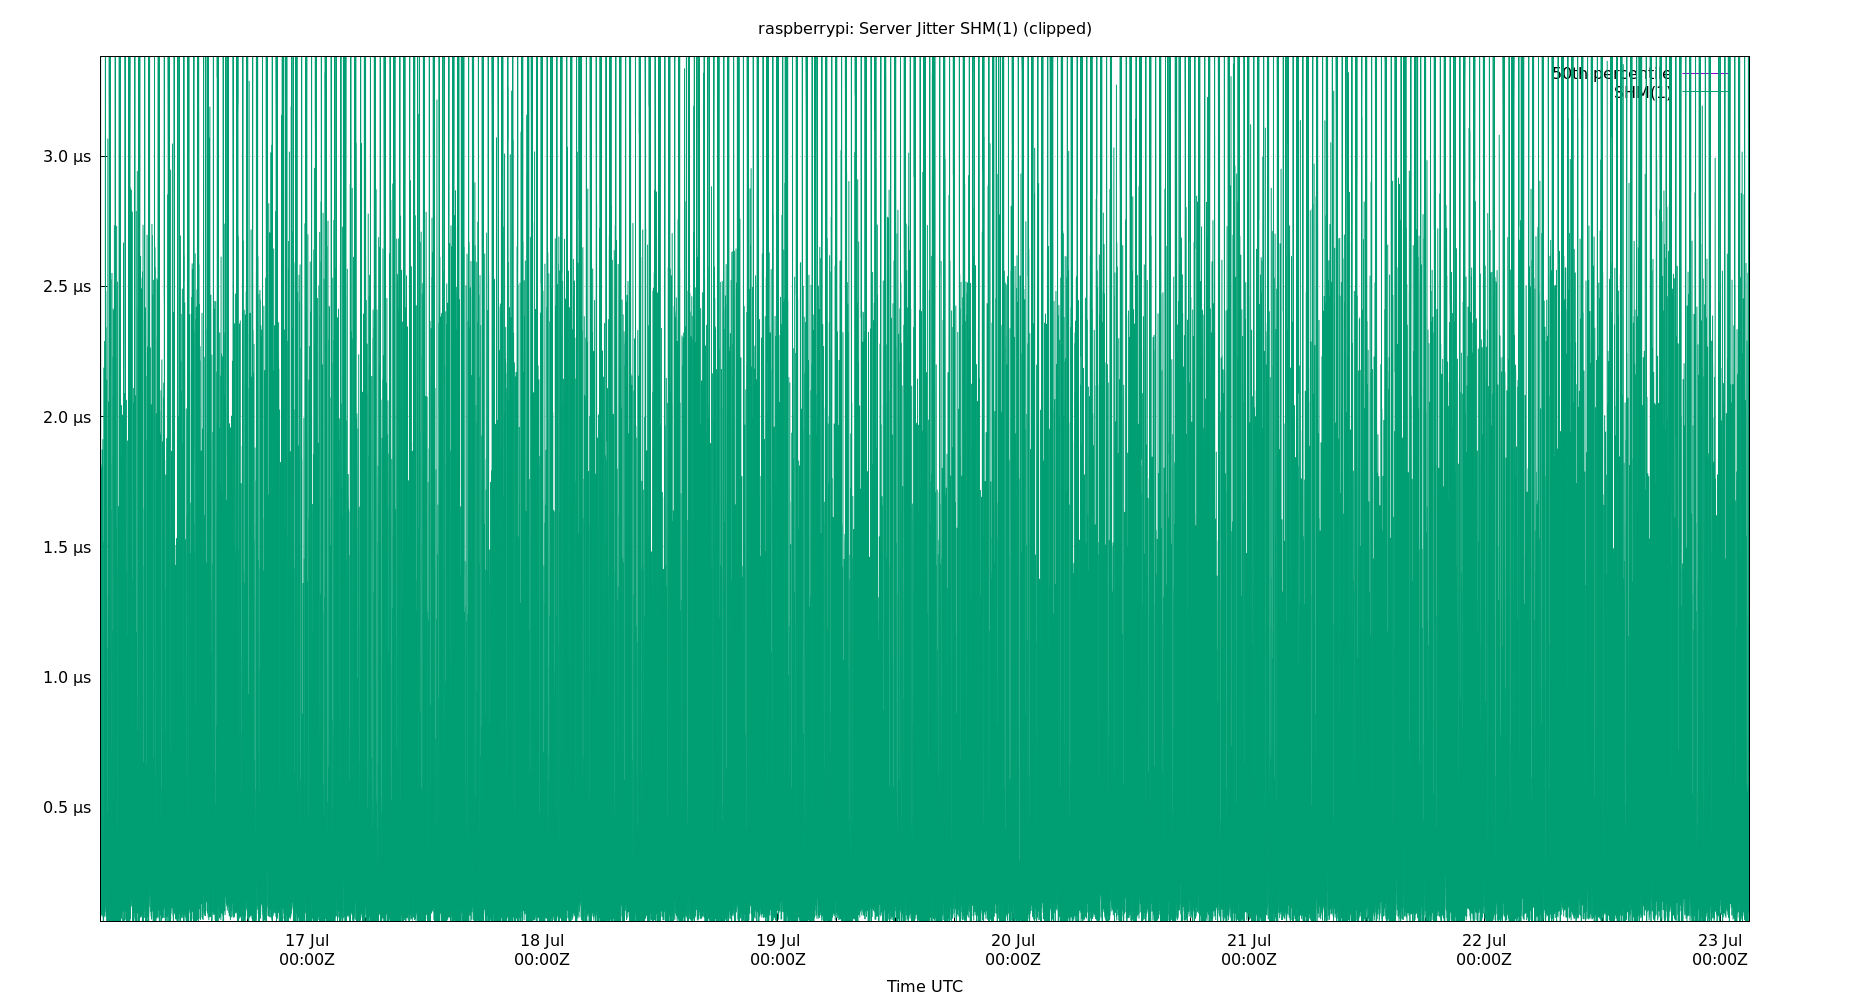 raspberrypi: Server Jitter SHM(1) (clipped)
50th percentile
SHM(1)
3.0 µs
2.5 µs
2.0 µs
1.5 µs
1.0 µs
0.5 µs
17 Jul 18 Jul 19 Jul 20 Jul 21 Jul 22 Jul 23 Jul
00:00Z 00:00Z 00:00Z 00:00Z 00:00Z 00:00Z 00:00Z
Time UTC